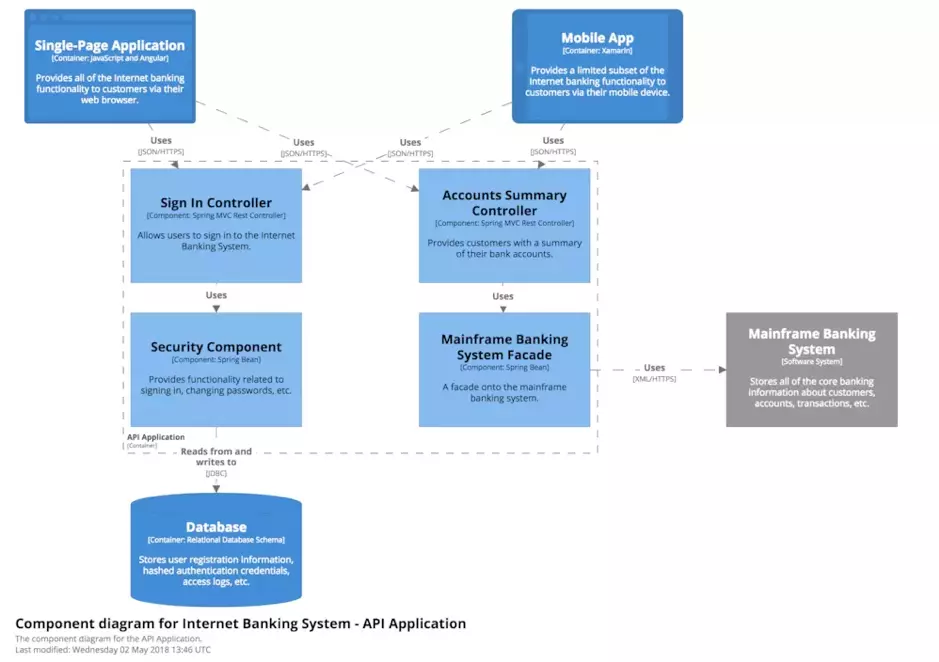 Single-Page Application
[Container: JavaScript and Angular]
Provides all of the Internet banking
functionality to customers via their
web browser.
Mobile App
[Container: Xamarin]
Provides a limited subset of the
Internet banking functionality to
customers via their mobile device.
Uses
[JSON/HTTPS]
Uses
[JSON/HTTPS]
Uses
[JSON/HTTPS]
Uses
[JSON/HTTPS]
Sign In Controller
[Component: Spring MVC Rest Controller]
Allows users to sign in to the Internet
Banking System.
Accounts Summary
Controller
[Component: Spring MVC Rest Controller]
Provides customers with a summary
of their bank accounts.
Uses
Uses
Security Component
[Component: Spring Bean]
Provides functionality related to
signing in, changing passwords, etc.
Mainframe Banking
System Facade
[Component: Spring Bean]
A facade onto the mainframe
banking system.
Uses
[XML/HTTPS]
Mainframe Banking
System
[Software System]
Stores all of the core banking
information about customers,
accounts, transactions, etc.
API Application
[Container]
Reads from and
writes to
[JDBC]
Database
[Container: Relational Database Schema]
Stores user registration information,
hashed authentication credentials,
access logs, etc.
Component diagram for Internet Banking System - API Application
The component diagram for the API Application.
Last modified: Wednesday 02 May 2018 13:46 UTC